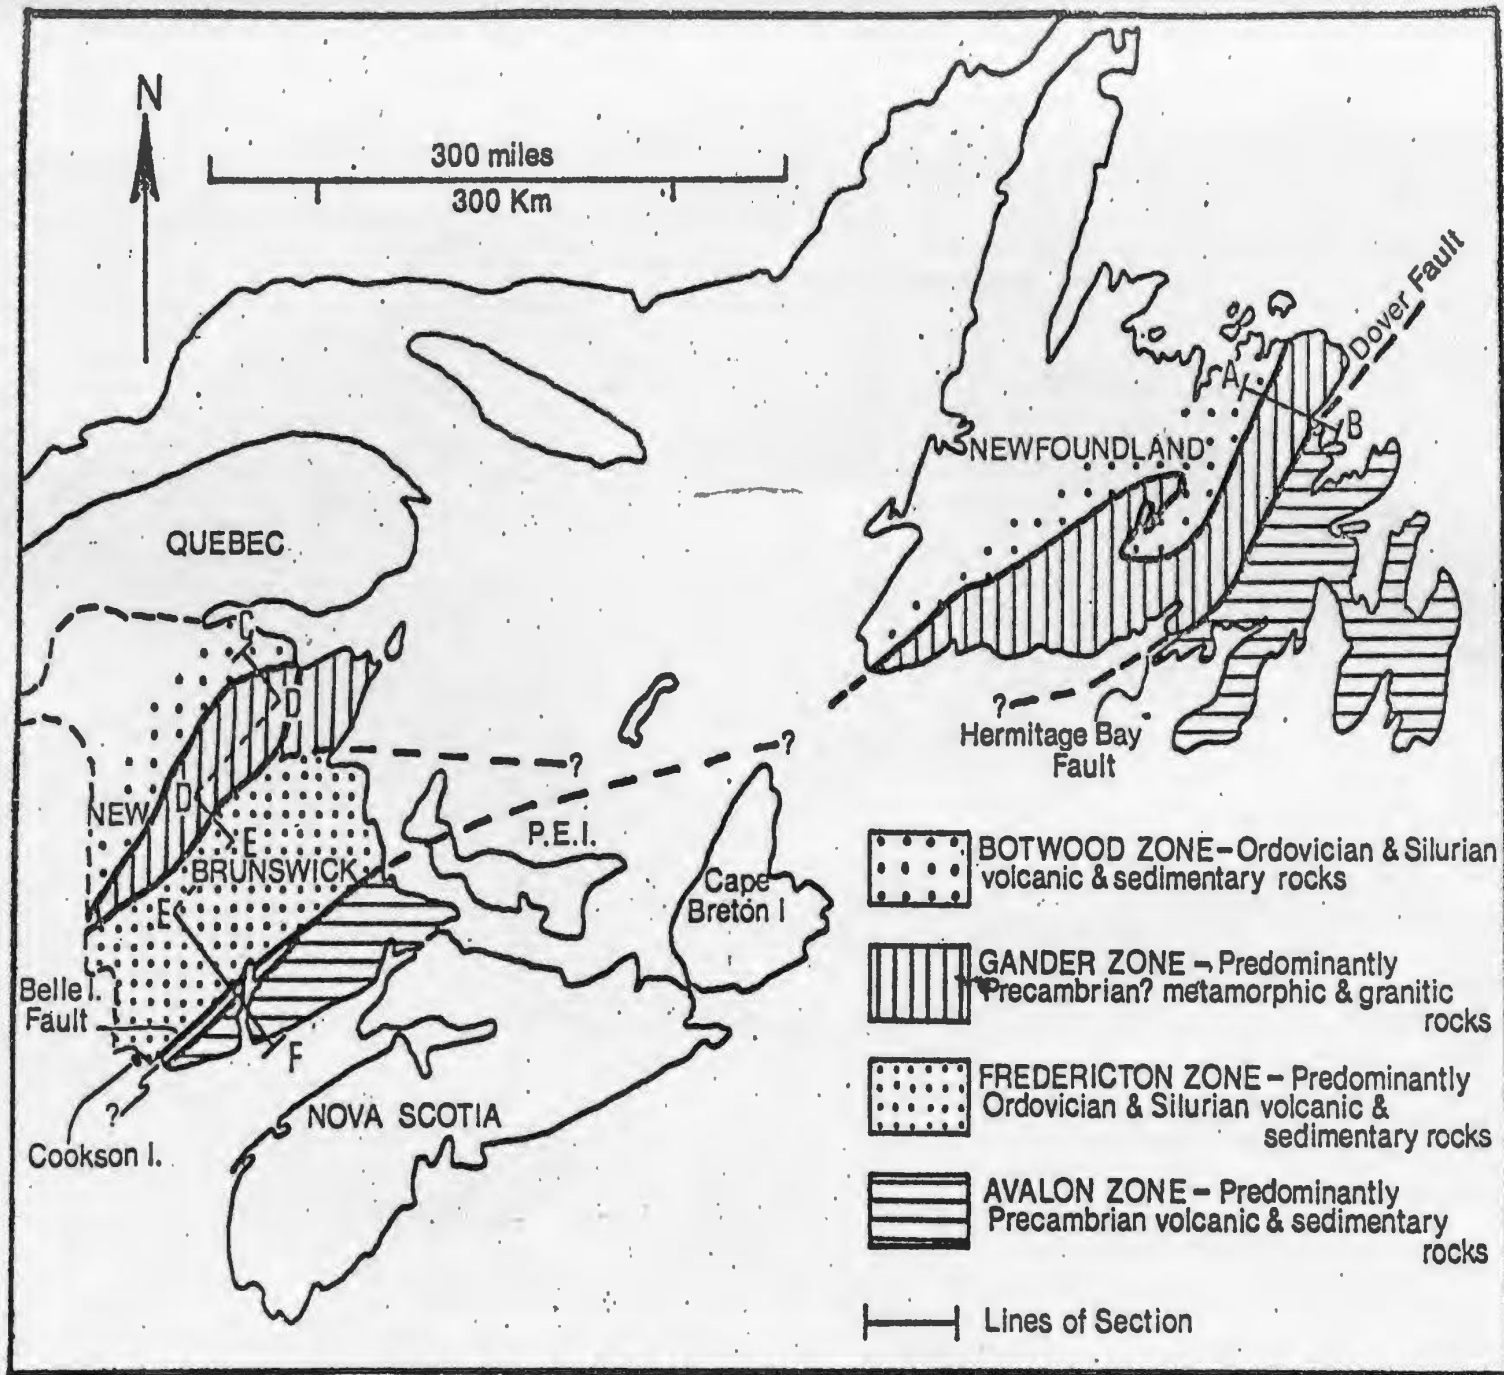 N
300 miles
300 Km
Dover Fault
A
B
NEWFOUNDLAND
QUEBEC
C
D
?
?
?
Hermitage Bay
Fault
D
NEW
E
BRUNSWICK
P.E.I.
Cape
Breton I
E
Belle I.
Fault
F
?
NOVA SCOTIA
Cookson I.
BOTWOOD ZONE - Ordovician & Silurian
volcanic & sedimentary rocks
GANDER ZONE - Predominantly
Precambrian? metamorphic & granitic
rocks
FREDERICTON ZONE - Predominantly
Ordovician & Silurian volcanic &
sedimentary rocks
AVALON ZONE - Predominantly
Precambrian volcanic & sedimentary
rocks
Lines of Section